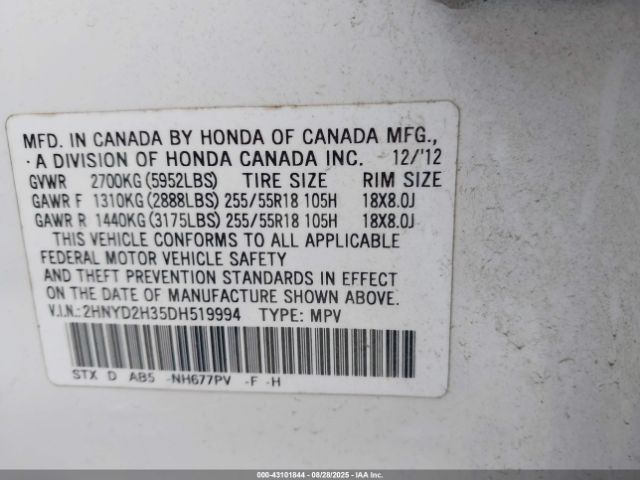 MFD. IN CANADA BY HONDA OF CANADA MFG.,
A DIVISION OF HONDA CANADA INC. 12/'12
GVWR 2700KG (5952LBS) TIRE SIZE RIM SIZE
GAWR F 1310KG (2888LBS) 255/55R18 105H 18X8.0J
GAWR R 1440KG (3175LBS) 255/55R18 105H 18X8.0J
THIS VEHICLE CONFORMS TO ALL APPLICABLE
FEDERAL MOTOR VEHICLE SAFETY
AND THEFT PREVENTION STANDARDS IN EFFECT
ON THE DATE OF MANUFACTURE SHOWN ABOVE.
V.I.N.: 2HNYD2H35DH519994 TYPE: MPV
STX D AB5 -NH677PV -F -H
000-43101844 | 08/28/2025 | IAAI.com